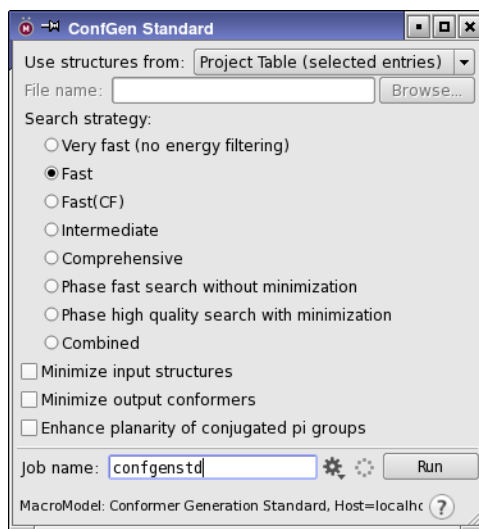 ConfGen Standard
Use structures from: Project Table (selected entries)
File name: Browse...
Search strategy:
Very fast (no energy filtering)
Fast
Fast(CF)
Intermediate
Comprehensive
Phase fast search without minimization
Phase high quality search with minimization
Combined
Minimize input structures
Minimize output conformers
Enhance planarity of conjugated pi groups
Job name: confgenstd Run
MacroModel: Conformer Generation Standard, Host=localhc ?